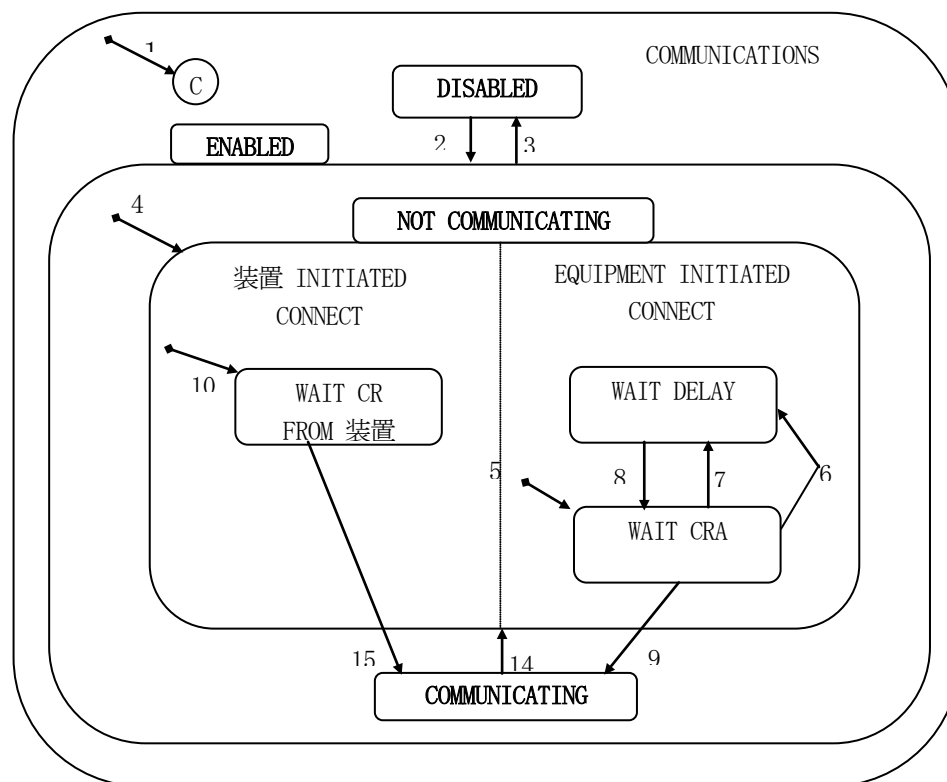 1
COMMUNICATIONS
C
DISABLED
2
3
ENABLED
4
NOT COMMUNICATING
装置 INITIATED
CONNECT
EQUIPMENT INITIATED
CONNECT
10
WAIT CR
FROM 装置
WAIT DELAY
5
8
7
6
WAIT CRA
15
14
9
COMMUNICATING